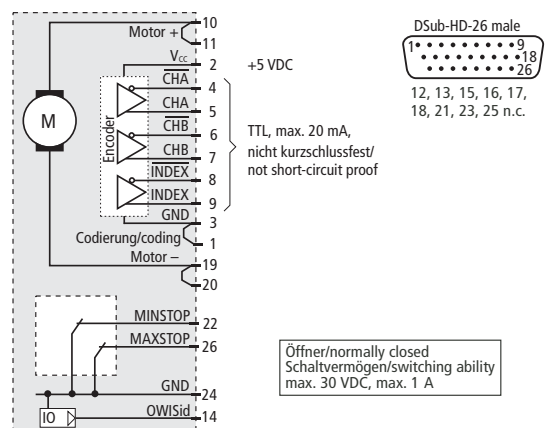 Motor + 10
11
Vcc 2 +5 VDC
CHA 4
CHA 5
CHB 6
CHB 7
INDEX 8
INDEX 9
GND 3
Codierung/coding 1
Motor – 19
20
M
Encoder
TTL, max. 20 mA,
nicht kurzschlussfest/
not short-circuit proof
DSub-HD-26 male
1 9
18
26
12, 13, 15, 16, 17,
18, 21, 23, 25 n.c.
MINSTOP 22
MAXSTOP 26
GND 24
IO OWISid 14
Öffner/normally closed
Schaltvermögen/switching ability
max. 30 VDC, max. 1 A